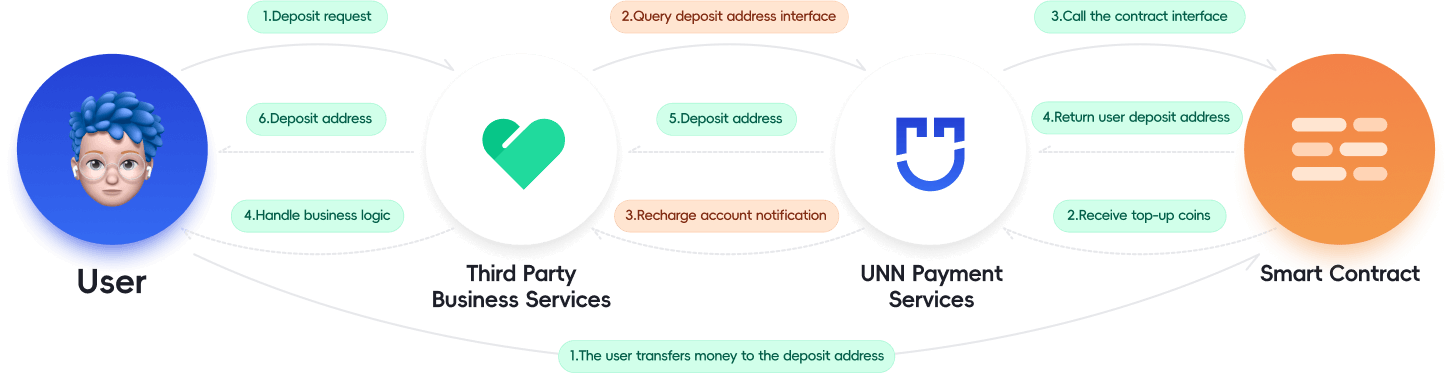 1.Deposit request
2.Query deposit address interface
3.Call the contract interface
6.Deposit address
5.Deposit address
4.Return user deposit address
4.Handle business logic
3.Recharge account notification
2.Receive top-up coins
User
Third Party
Business Services
UNN Payment
Services
Smart Contract
1.The user transfers money to the deposit address